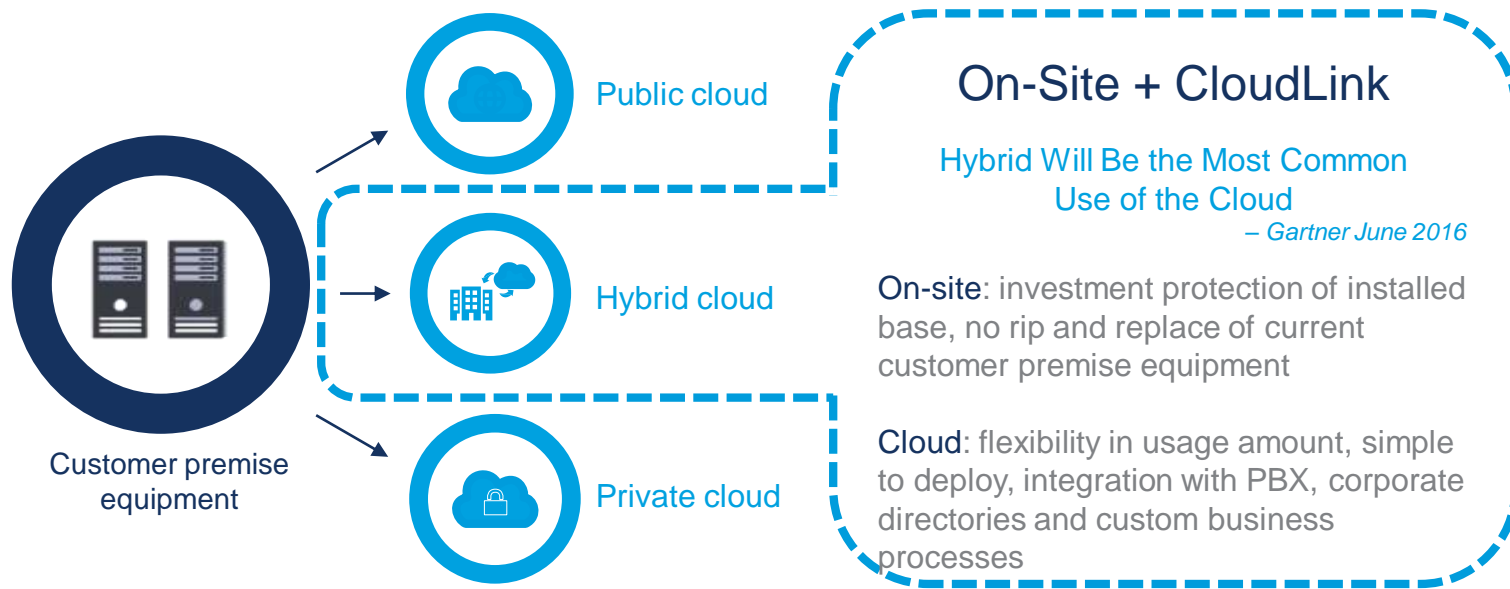 Public cloud
Hybrid cloud
Private cloud
Customer premise
equipment
On-Site + CloudLink
Hybrid Will Be the Most Common
Use of the Cloud
– Gartner June 2016
On-site: investment protection of installed
base, no rip and replace of current
customer premise equipment
Cloud: flexibility in usage amount, simple
to deploy, integration with PBX, corporate
directories and custom business
processes